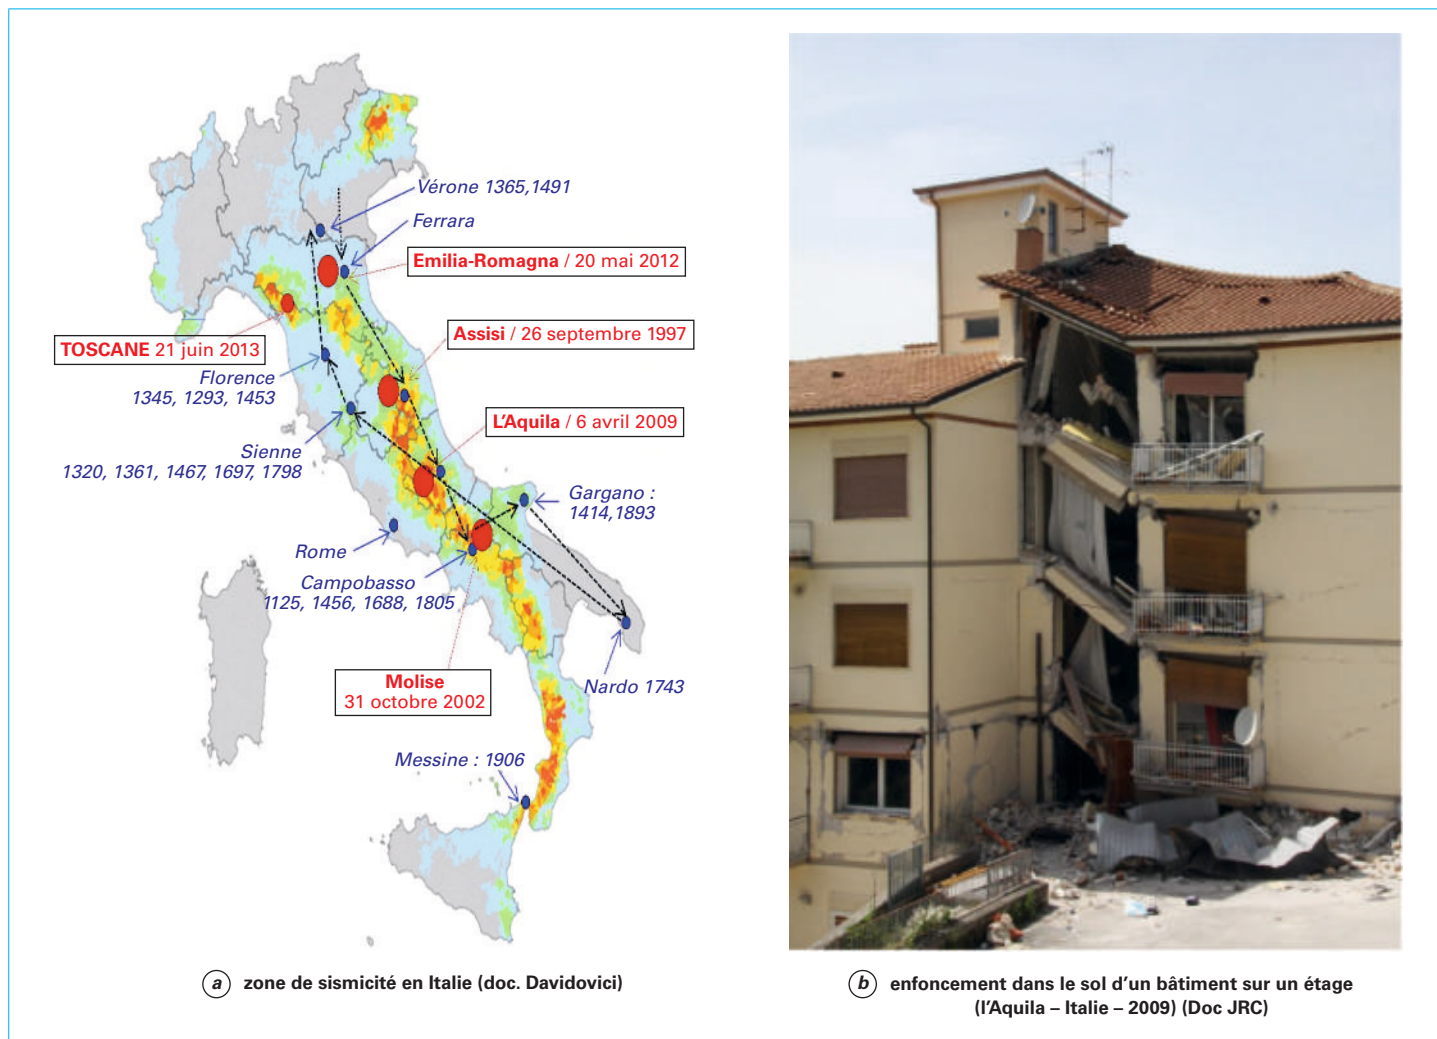 Vérone 1365,1491
Ferrara
Emilia-Romagna / 20 mai 2012
Assisi / 26 septembre 1997
TOSCANE 21 juin 2013
Florence
1345, 1293, 1453
L'Aquila / 6 avril 2009
Sienne
1320, 1361, 1467, 1697, 1798
Gargano :
1414,1893
Rome
Campobasso
1125, 1456, 1688, 1805
Molise
31 octobre 2002
Nardo 1743
Messine : 1906
a zone de sismicité en Italie (doc. Davidovici)
b enfoncement dans le sol d'un bâtiment sur un étage
(l'Aquila – Italie – 2009) (Doc JRC)